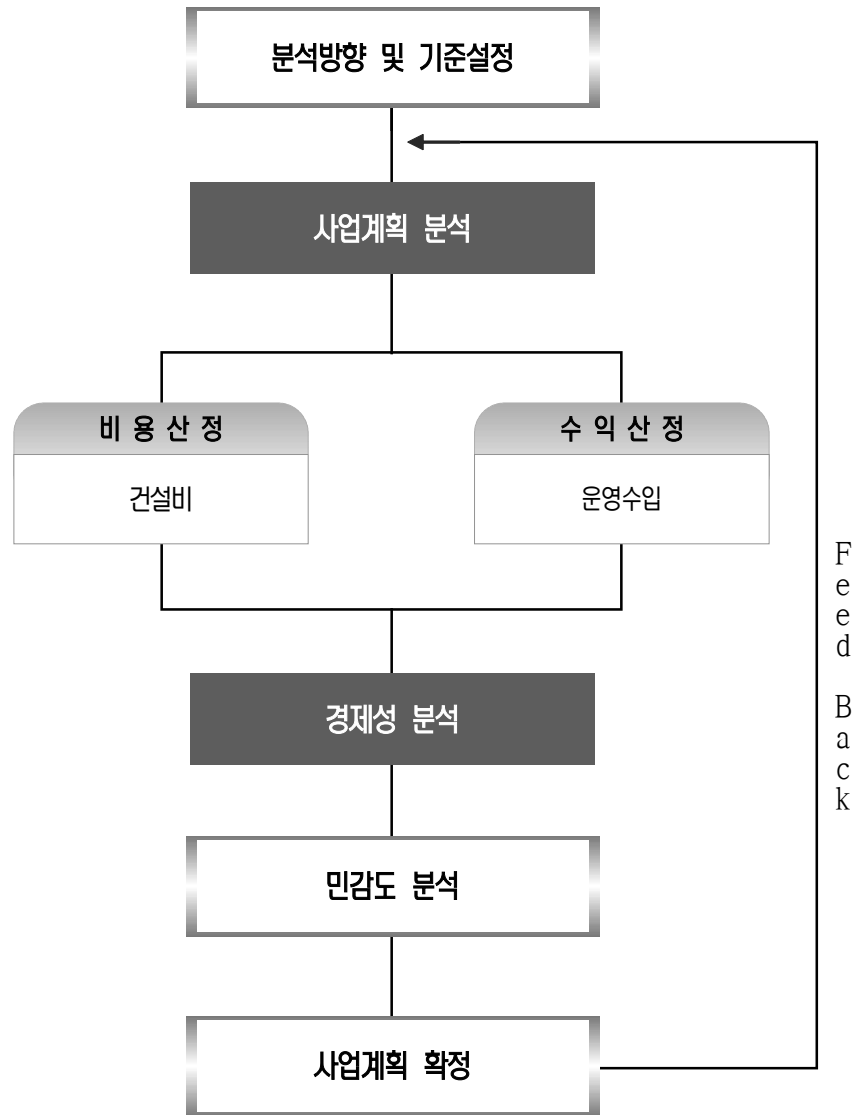 분석방향 및 기준설정
사업계획 분석
비 용 산 정
건설비
수 익 산 정
운영수입
경제성 분석
민감도 분석
사업계획 확정
Feed Back